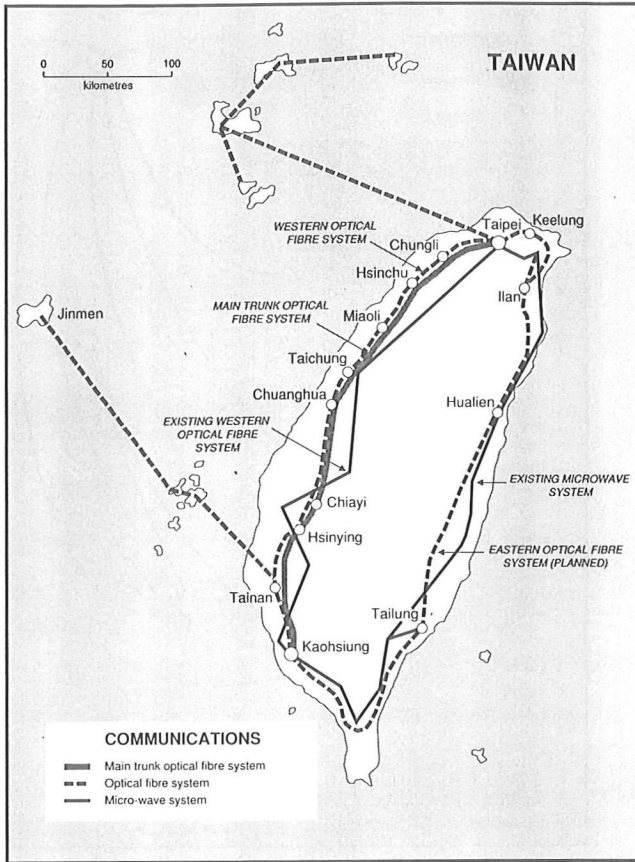 TAIWAN
0 50 100
kilometres
Taipei
Keelung
WESTERN OPTICAL
FIBRE SYSTEM
Chungli
Hsinchu
Ilan
Jinmen
MAIN TRUNK OPTICAL
FIBRE SYSTEM
Miaoli
Taichung
Chuanghua
Hualien
EXISTING WESTERN
OPTICAL FIBRE
SYSTEM
EXISTING MICROWAVE
SYSTEM
Chiayi
Hsinying
EASTERN OPTICAL FIBRE
SYSTEM (PLANNED)
Tainan
Tailung
Kaohsiung
COMMUNICATIONS
Main trunk optical fibre system
Optical fibre system
Micro-wave system